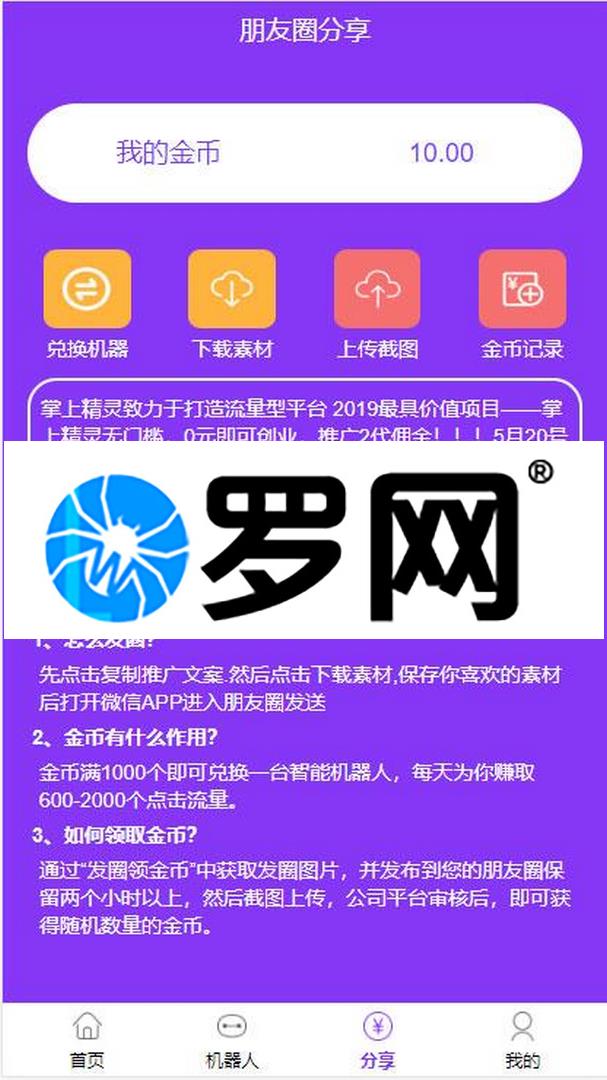 朋友圈分享
我的金币 10.00
兑换机器 下载素材 上传截图 金币记录
掌上精灵致力于打造流量型平台 2019最具价值项目——掌
上精灵无门槛，0元即可创业，推广2代佣金！！！5月20号
罗网®
1、怎么发圈？
先点击复制推广文案.然后点击下载素材,保存你喜欢的素材
后打开微信APP进入朋友圈发送
2、金币有什么作用？
金币满1000个即可兑换一台智能机器人，每天为你赚取
600-2000个点击流量。
3、如何领取金币？
通过“发圈领金币”中获取发圈图片，并发布到您的朋友圈保
留两个小时以上，然后截图上传，公司平台审核后，即可获
得随机数量的金币。
首页 机器人 分享 我的